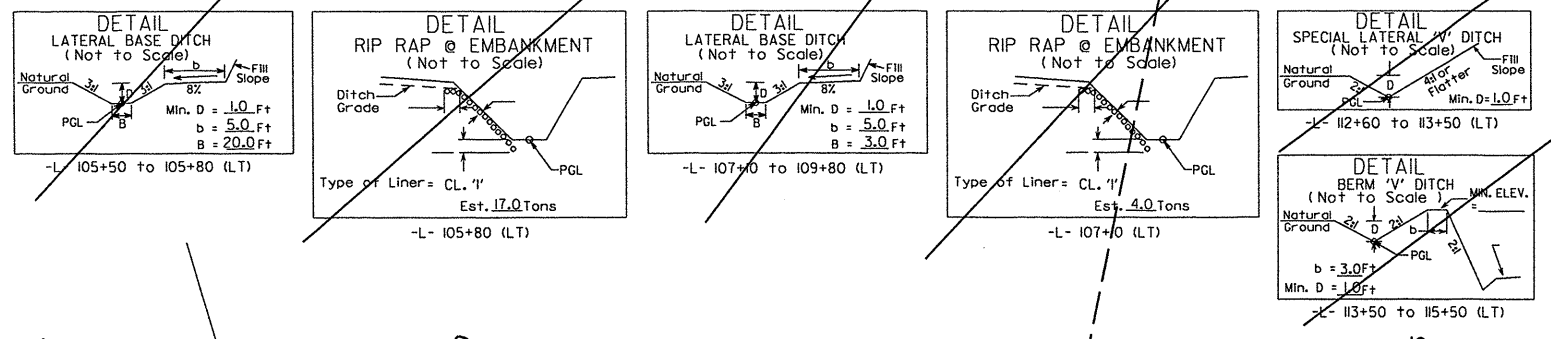 DETAIL
LATERAL BASE DITCH
(Not to Scale)
Natural
Ground
3:1
D
3:1
b
8%
Fill
Slope
PGL
B
Min. D = 1.0 Ft
b = 5.0 Ft
B = 20.0 Ft
-L- 105+50 to 105+80 (LT)
DETAIL
RIP RAP @ EMBANKMENT
(Not to Scale)
Ditch
Grade
PGL
Type of Liner= CL. 'I'
Est. 17.0 Tons
-L- 105+80 (LT)
DETAIL
LATERAL BASE DITCH
(Not to Scale)
Natural
Ground
3:1
D
3:1
b
8%
Fill
Slope
PGL
B
Min. D = 1.0 Ft
b = 5.0 Ft
B = 3.0 Ft
-L- 107+10 to 109+80 (LT)
DETAIL
RIP RAP @ EMBANKMENT
(Not to Scale)
Ditch
Grade
PGL
Type of Liner= CL. 'I'
Est. 4.0 Tons
-L- 107+10 (LT)
DETAIL
SPECIAL LATERAL 'V' DITCH
(Not to Scale)
Natural
Ground
2:1
D
4:1 or
Flatter
Fill
Slope
PGL
Min. D= 1.0 Ft
-L- 112+60 to 113+50 (LT)
DETAIL
BERM 'V' DITCH
(Not to Scale )
MIN. ELEV.
=
Natural
Ground
2:1
D
2:1
b
2:1
PGL
b = 3.0 Ft
Min. D = 1.0 Ft
-L- 113+50 to 115+50 (LT)